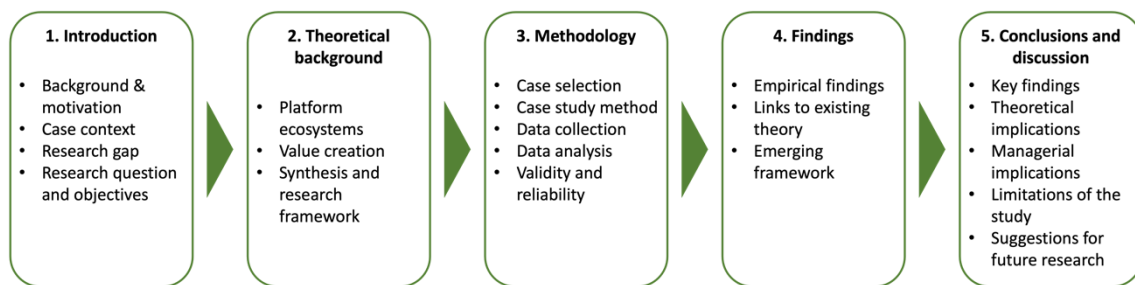 1. Introduction
• Background &
motivation
• Case context
• Research gap
• Research question
and objectives
2. Theoretical
background
• Platform
ecosystems
• Value creation
• Synthesis and
research
framework
3. Methodology
• Case selection
• Case study method
• Data collection
• Data analysis
• Validity and
reliability
4. Findings
• Empirical findings
• Links to existing
theory
• Emerging
framework
5. Conclusions and
discussion
• Key findings
• Theoretical
implications
• Managerial
implications
• Limitations of the
study
• Suggestions for
future research